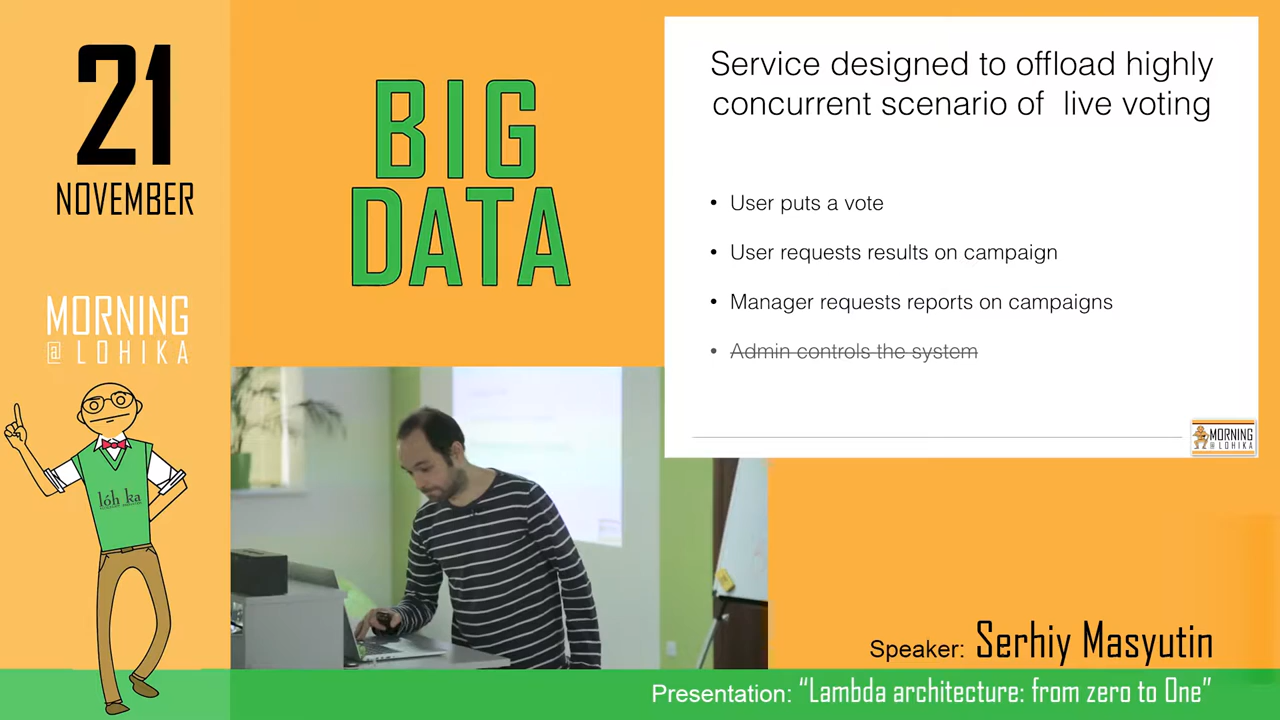 21
NOVEMBER
MORNING
@ LOHIKA
lóh ka
BIG
DATA
Service designed to offload highly
concurrent scenario of live voting
• User puts a vote
• User requests results on campaign
• Manager requests reports on campaigns
• Admin controls the system
MORNING
@ LOHIKA
Speaker: Serhiy Masyutin
Presentation: “Lambda architecture: from zero to One”